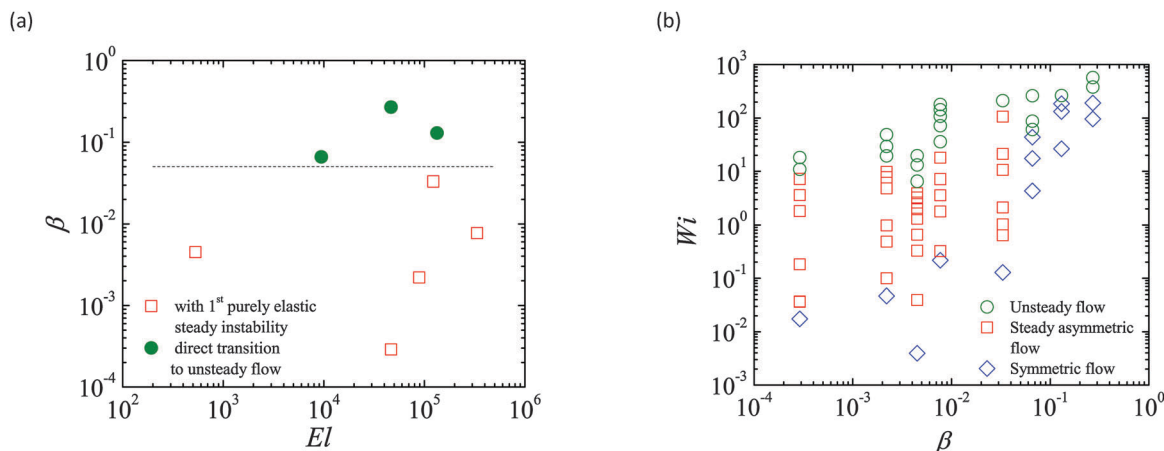 (a)
10^0
10^-1
10^-2
10^-3
10^-4
β
with 1^st purely elastic
steady instability
direct transition
to unsteady flow
10^2
10^3
10^4
10^5
10^6
El
(b)
10^3
10^2
10^1
10^0
10^-1
10^-2
10^-3
Wi
Unsteady flow
Steady asymmetric
flow
Symmetric flow
10^-4
10^-3
10^-2
10^-1
10^0
β